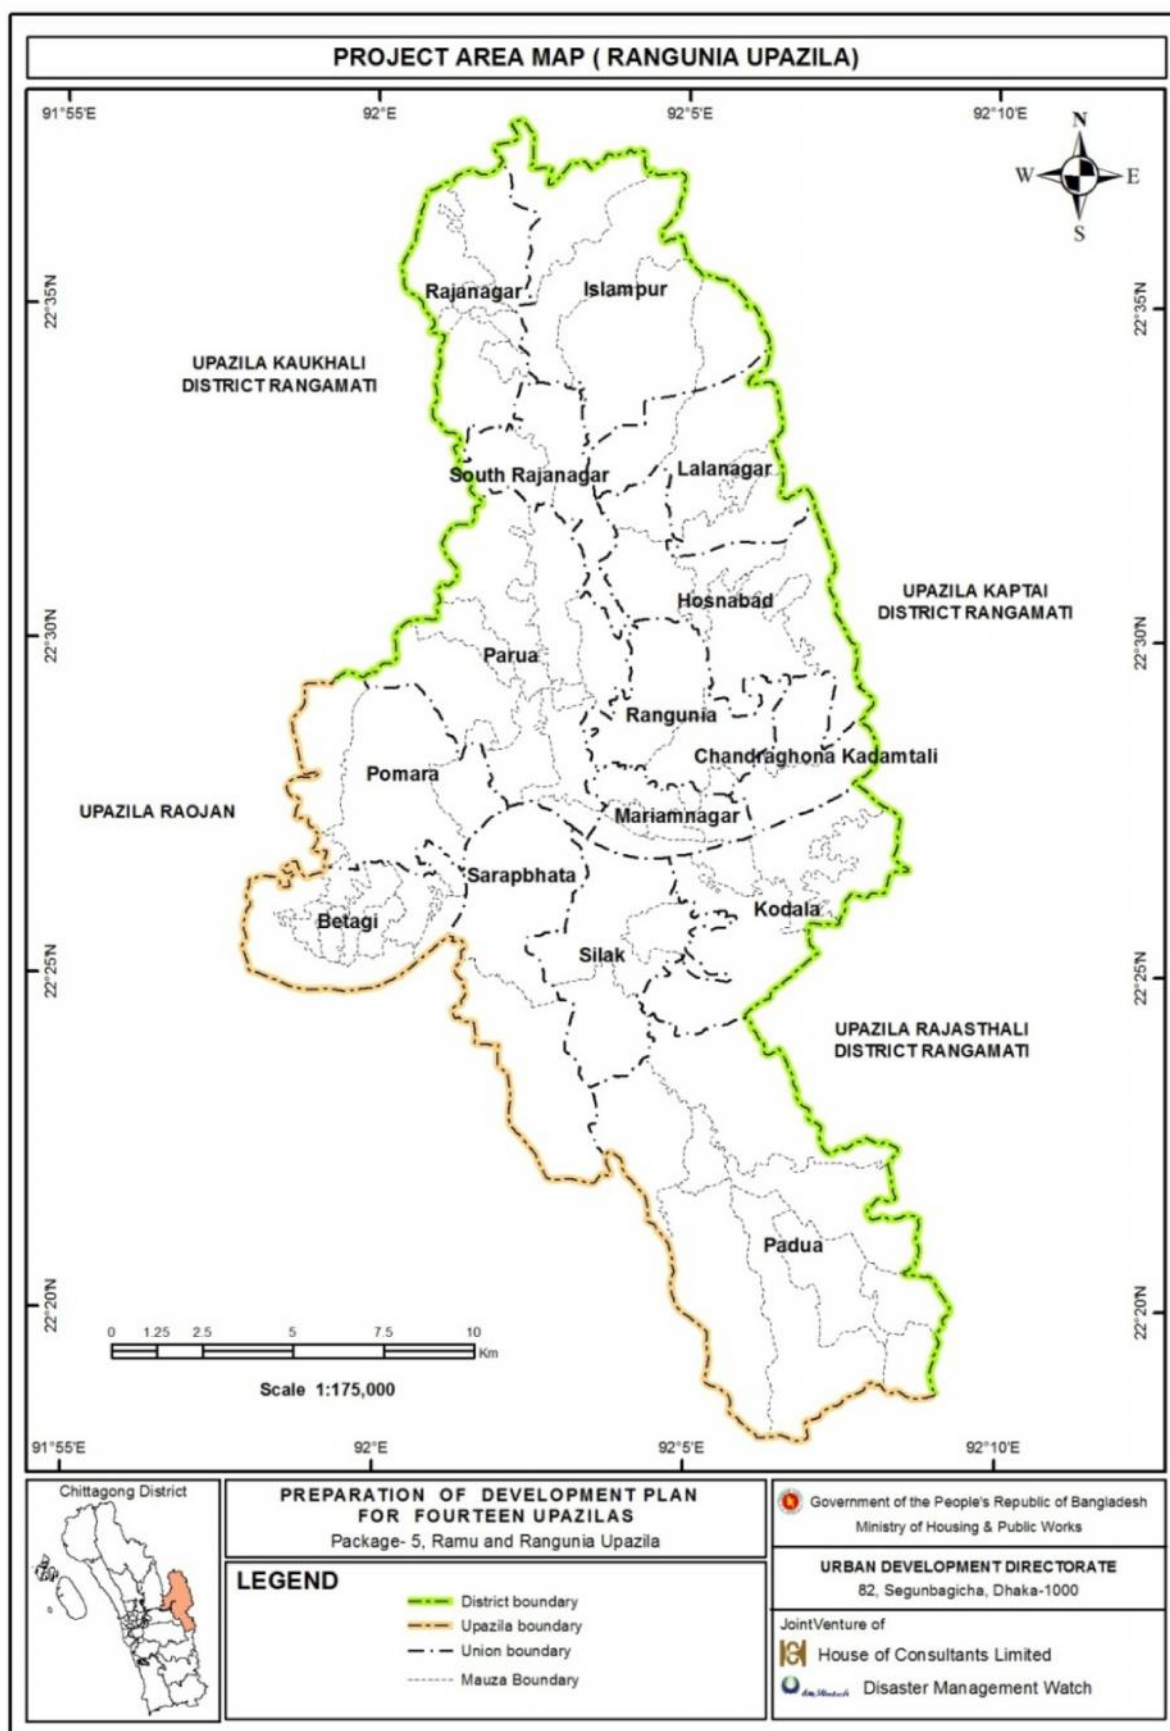 PROJECT AREA MAP ( RANGUNIA UPAZILA)
91°55'E
92°E
92°5'E
92°10'E
N
W
E
S
22°35'N
22°35'N
Rajanagar
Islampur
UPAZILA KAUKHALI
DISTRICT RANGAMATI
South Rajanagar
Lalanagar
UPAZILA KAPTAI
DISTRICT RANGAMATI
Hosnabad
22°30'N
22°30'N
Parua
Rangunia
Chandraghona Kadamtali
Pomara
UPAZILA RAOJAN
Mariamnagar
Sarapbhata
Kodala
Betagi
Silak
22°25'N
22°25'N
UPAZILA RAJASTHALI
DISTRICT RANGAMATI
Padua
22°20'N
22°20'N
0 1.25 2.5 5 7.5 10
Km
Scale 1:175,000
91°55'E
92°E
92°5'E
92°10'E
Chittagong District
PREPARATION OF DEVELOPMENT PLAN
FOR FOURTEEN UPAZILAS
Package- 5, Ramu and Rangunia Upazila
LEGEND
District boundary
Upazila boundary
Union boundary
Mauza Boundary
Government of the People's Republic of Bangladesh
Ministry of Housing & Public Works
URBAN DEVELOPMENT DIRECTORATE
82, Segunbagicha, Dhaka-1000
JointVenture of
House of Consultants Limited
Disaster Management Watch